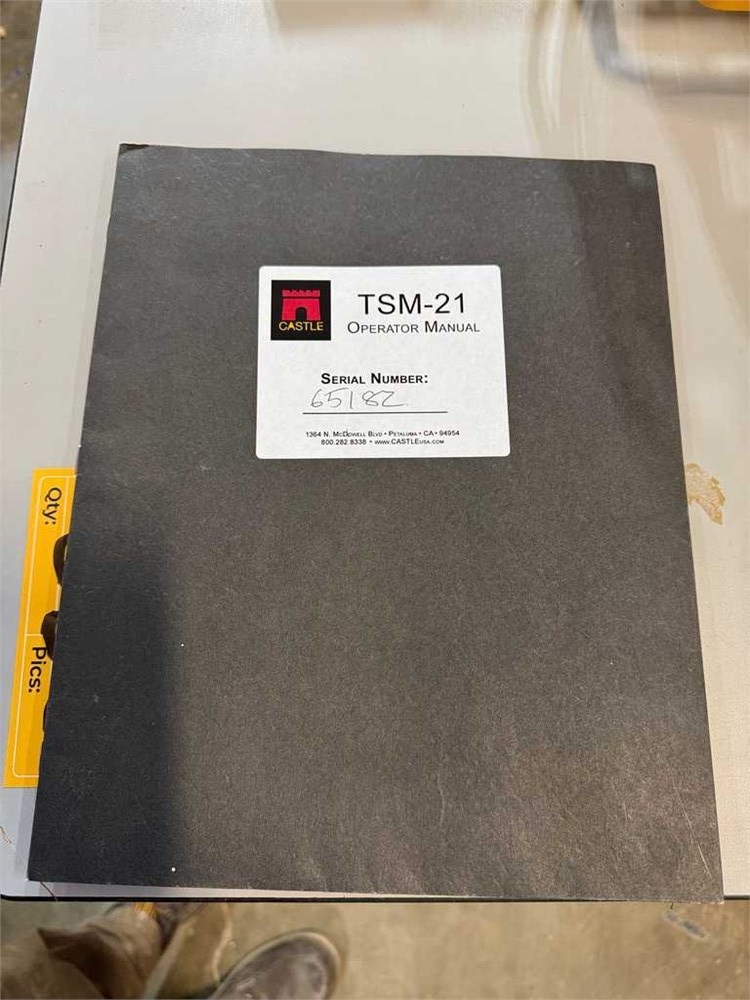 CASTLE
TSM-21
OPERATOR MANUAL
SERIAL NUMBER:
65182
1364 N. MCDOWELL BLVD • PETALUMA • CA • 94954
800.282.8338 • WWW.CASTLEUSA.COM
Qty:
Pics: